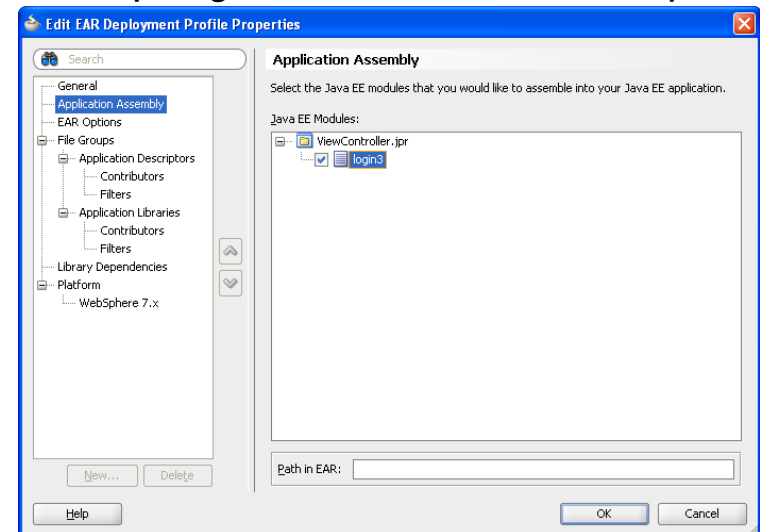 Edit EAR Deployment Profile Properties
Search
General
Application Assembly
EAR Options
File Groups
Application Descriptors
Contributors
Filters
Application Libraries
Contributors
Filters
Library Dependencies
Platform
WebSphere 7.x
New... Delete
Application Assembly
Select the Java EE modules that you would like to assemble into your Java EE application.
Java EE Modules:
ViewController.jpr
login3
Path in EAR:
Help OK Cancel